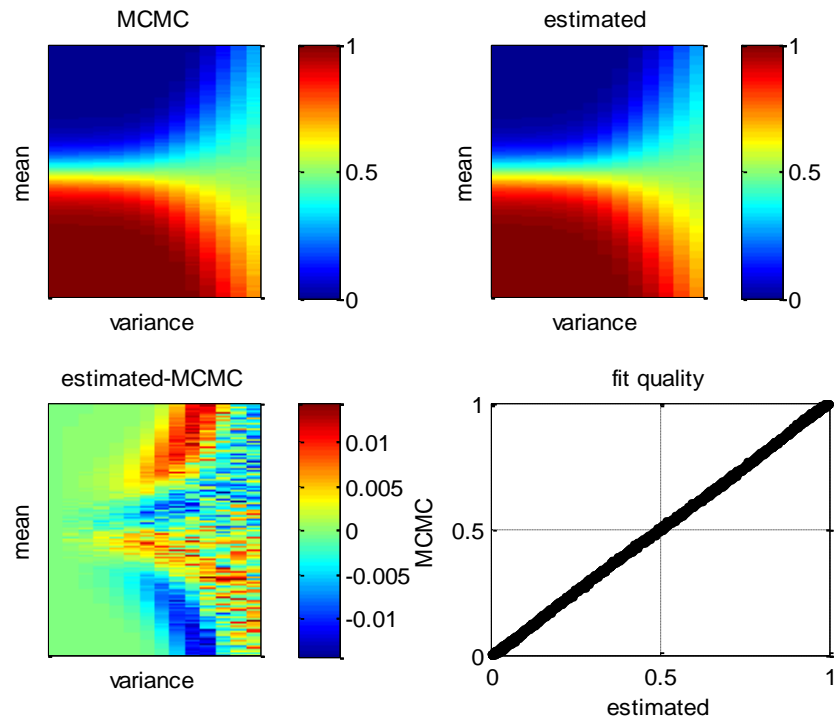 MCMC
mean
variance
1
0.5
0
estimated
mean
variance
1
0.5
0
estimated-MCMC
mean
variance
0.01
0.005
0
-0.005
-0.01
fit quality
MCMC
1
0.5
0
0
0.5
1
estimated